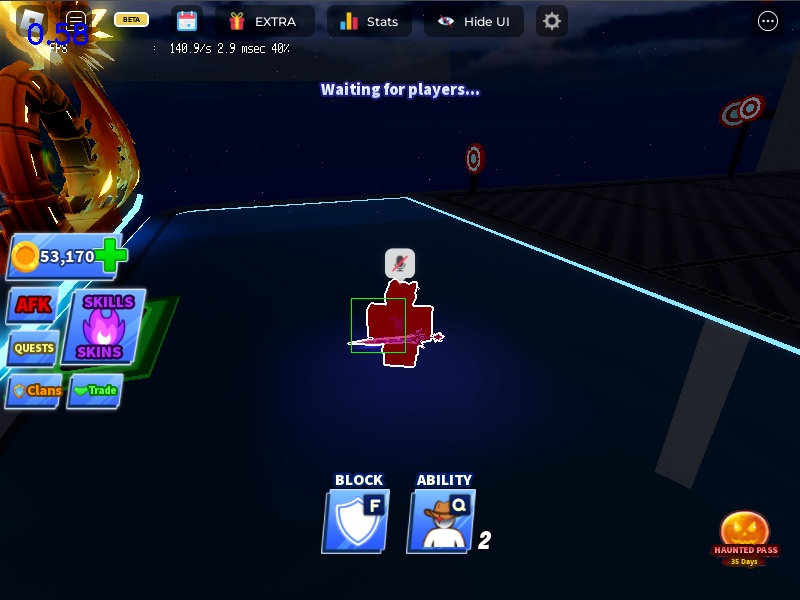 0.58
BETA
EXTRA
Stats
Hide UI
FPS : 140.9/s 2.9 msec 40%
Waiting for players...
53,170
AFK
SKILLS
SKINS
QUESTS
Clans
Trade
BLOCK
ABILITY
F
Q
2
HAUNTED PASS
35 Days